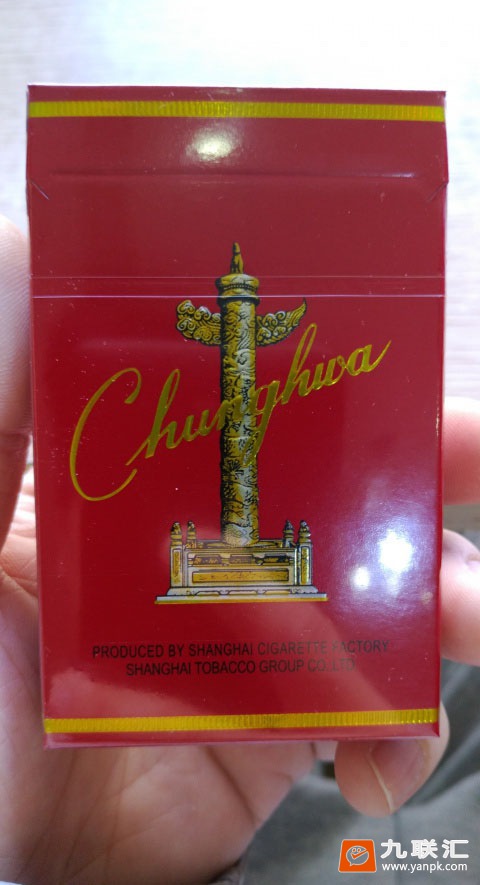 Chunghwa
PRODUCED BY SHANGHAI CIGARETTE FACTORY
SHANGHAI TOBACCO GROUP CO.,LTD.
九联汇
www.yanpk.com